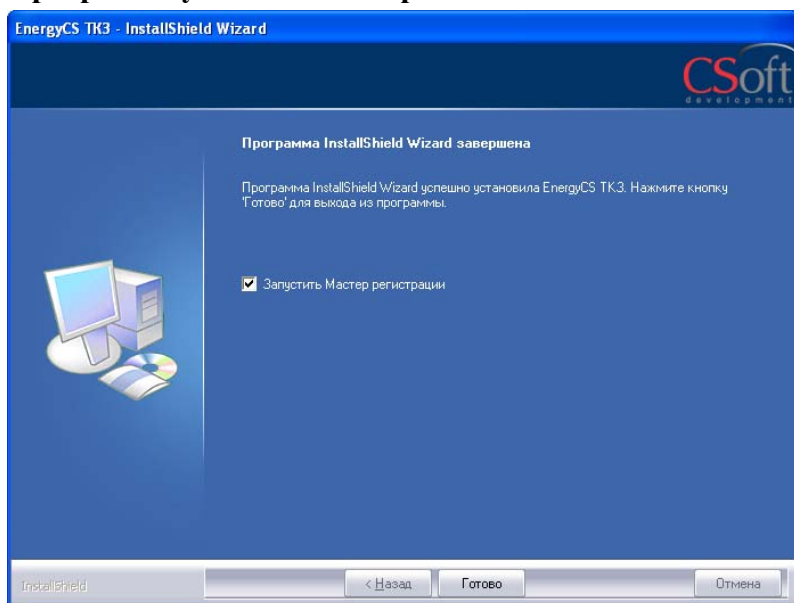 EnergyCS TK3 - InstallShield Wizard
CSoft
development
Программа InstallShield Wizard завершена
Программа InstallShield Wizard успешно установила EnergyCS TK3. Нажмите кнопку
'Готово' для выхода из программы.
Запустить Мастер регистрации
InstallShield
< Назад
Готово
Отмена